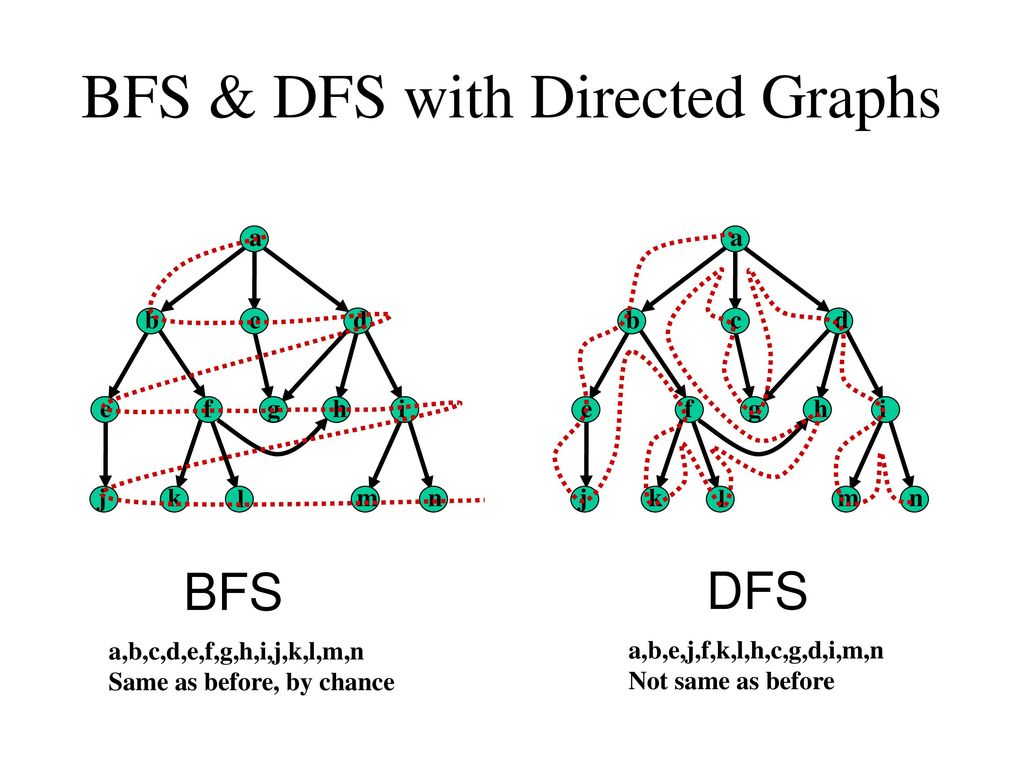 BFS & DFS with Directed Graphs
a
b c d
e f g h i
j k l m n
a
b c d
e f g h i
j k l m n
BFS
a,b,c,d,e,f,g,h,i,j,k,l,m,n
Same as before, by chance
DFS
a,b,e,j,f,k,l,h,c,g,d,i,m,n
Not same as before